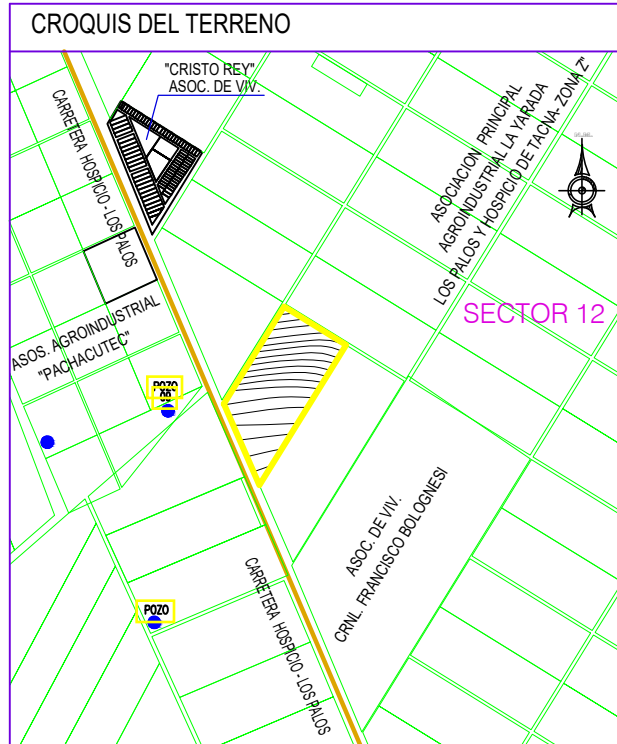 CROQUIS DEL TERRENO
"CRISTO REY"
ASOC. DE VIV.
CARRETERA HOSPICIO - LOS PALOS
ASOCIACION PRINCIPAL
AGROINDUSTRIAL LA YARADA
LOS PALOS Y HOSPICIO DE TACNA- ZONA Z"
SECTOR 12
ASOS. AGROINDUSTRIAL
"PACHACUTEC"
POZO
POZO
ASOC. DE VIV.
CRNL. FRANCISCO BOLOGNESI
CARRETERA HOSPICIO - LOS PALOS